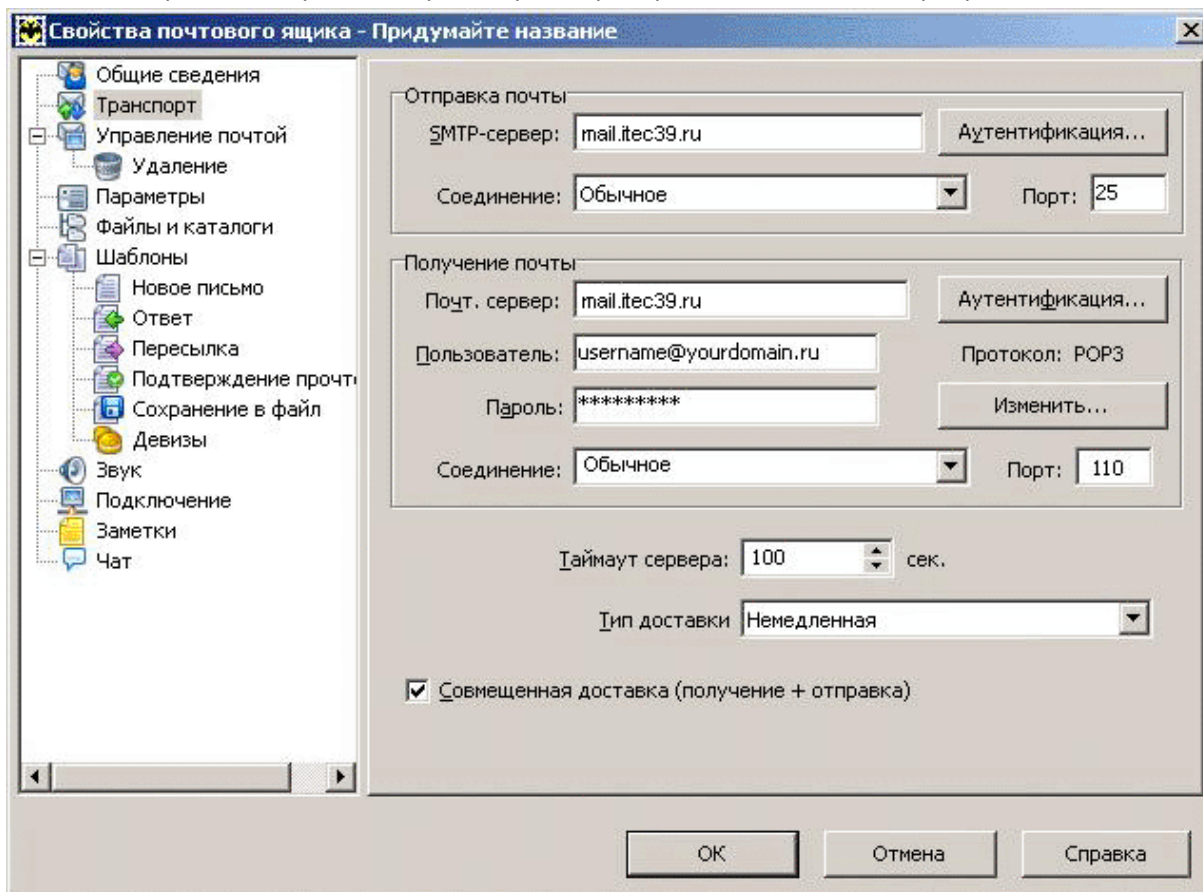 Свойства почтового ящика - Придумайте название
Общие сведения
Транспорт
Управление почтой
Удаление
Параметры
Файлы и каталоги
Шаблоны
Новое письмо
Ответ
Пересылка
Подтверждение прочт
Сохранение в файл
Девизы
Звук
Подключение
Заметки
Чат
Отправка почты
SMTP-сервер: mail.itec39.ru Аутентификация...
Соединение: Обычное Порт: 25
Получение почты
Почт. сервер: mail.itec39.ru Аутентификация...
Пользователь: username@yourdomain.ru Протокол: POP3
Пароль: ********* Изменить...
Соединение: Обычное Порт: 110
Таймаут сервера: 100 сек.
Тип доставки Немедленная
Совмещенная доставка (получение + отправка)
ОК Отмена Справка